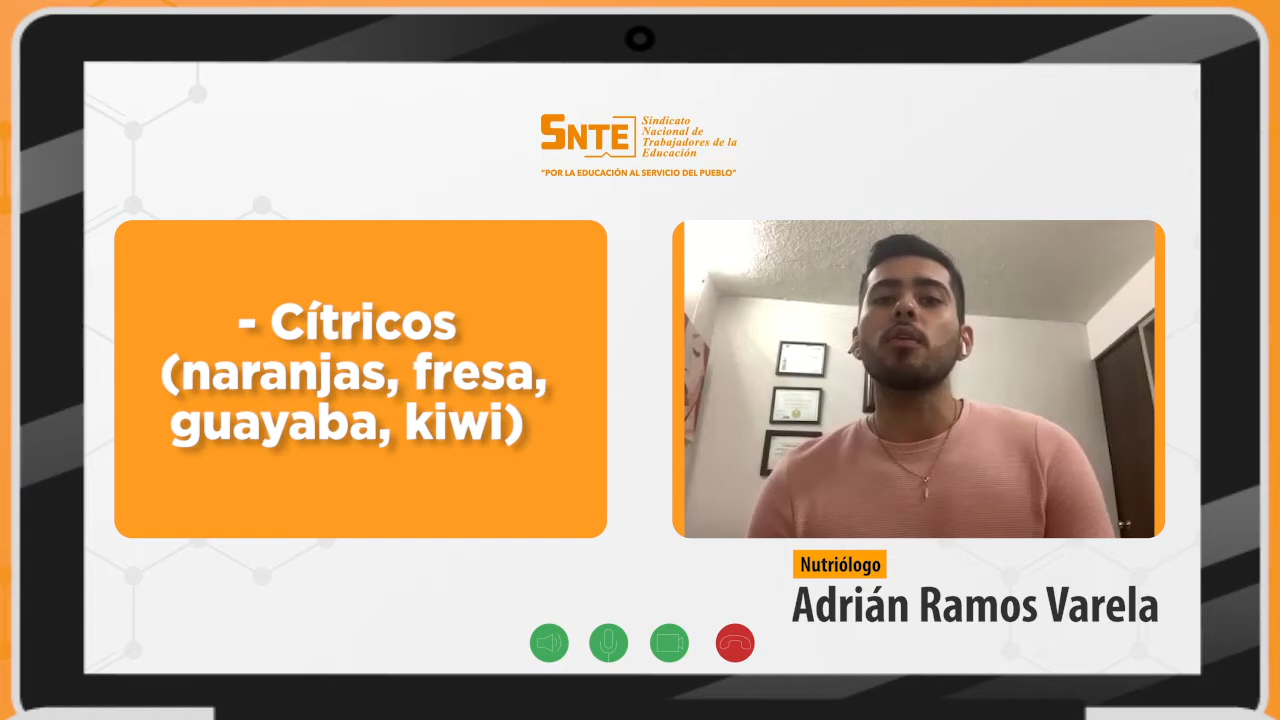 SNTE
Sindicato
Nacional de
Trabajadores de la
Educación
"POR LA EDUCACIÓN AL SERVICIO DEL PUEBLO"
- Cítricos
(naranjas, fresa,
guayaba, kiwi)
Nutriólogo
Adrián Ramos Varela